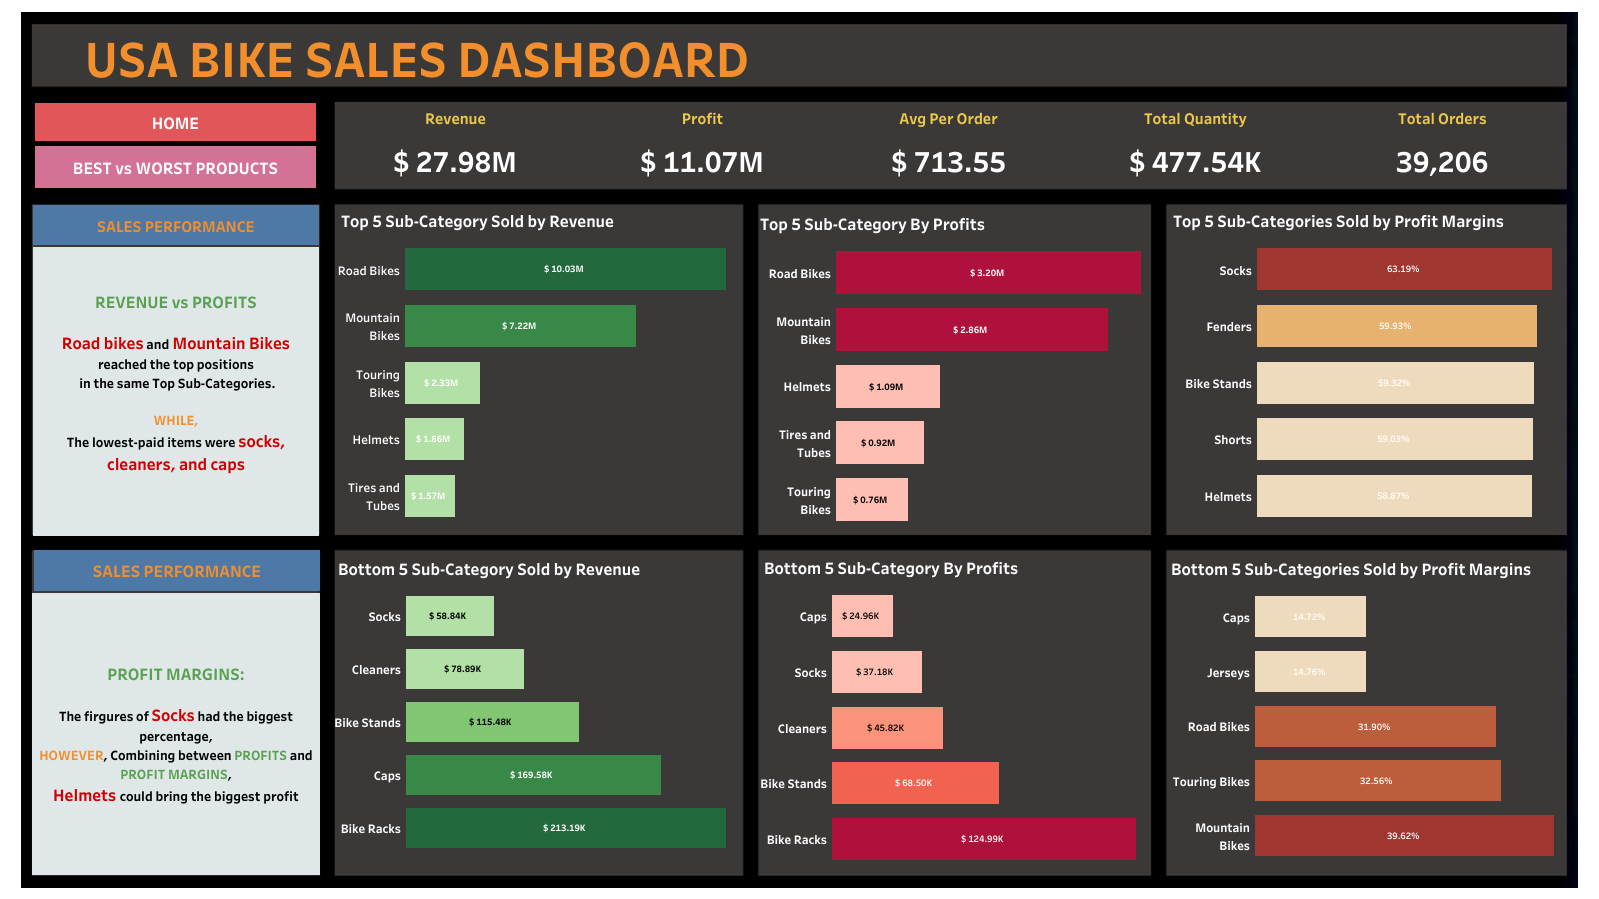 USA BIKE SALES DASHBOARD
HOME
BEST vs WORST PRODUCTS
Revenue
$ 27.98M
Profit
$ 11.07M
Avg Per Order
$ 713.55
Total Quantity
$ 477.54K
Total Orders
39,206
SALES PERFORMANCE
REVENUE vs PROFITS
Road bikes and Mountain Bikes
reached the top positions
in the same Top Sub-Categories.
WHILE,
The lowest-paid items were socks,
cleaners, and caps
Top 5 Sub-Category Sold by Revenue
Road Bikes
$ 10.03M
Mountain
Bikes
$ 7.22M
Touring
Bikes
$ 2.33M
Helmets
$ 1.86M
Tires and
Tubes
$ 1.57M
Top 5 Sub-Category By Profits
Road Bikes
$ 3.20M
Mountain
Bikes
$ 2.86M
Helmets
$ 1.09M
Tires and
Tubes
$ 0.92M
Touring
Bikes
$ 0.76M
Top 5 Sub-Categories Sold by Profit Margins
Socks
63.19%
Fenders
59.93%
Bike Stands
59.32%
Shorts
59.03%
Helmets
58.87%
SALES PERFORMANCE
PROFIT MARGINS:
The firgures of Socks had the biggest
percentage,
HOWEVER, Combining between PROFITS and
PROFIT MARGINS,
Helmets could bring the biggest profit
Bottom 5 Sub-Category Sold by Revenue
Socks
$ 58.84K
Cleaners
$ 78.89K
Bike Stands
$ 115.48K
Caps
$ 169.58K
Bike Racks
$ 213.19K
Bottom 5 Sub-Category By Profits
Caps
$ 24.96K
Socks
$ 37.18K
Cleaners
$ 45.82K
Bike Stands
$ 68.50K
Bike Racks
$ 124.99K
Bottom 5 Sub-Categories Sold by Profit Margins
Caps
14.72%
Jerseys
14.76%
Road Bikes
31.90%
Touring Bikes
32.56%
Mountain
Bikes
39.62%